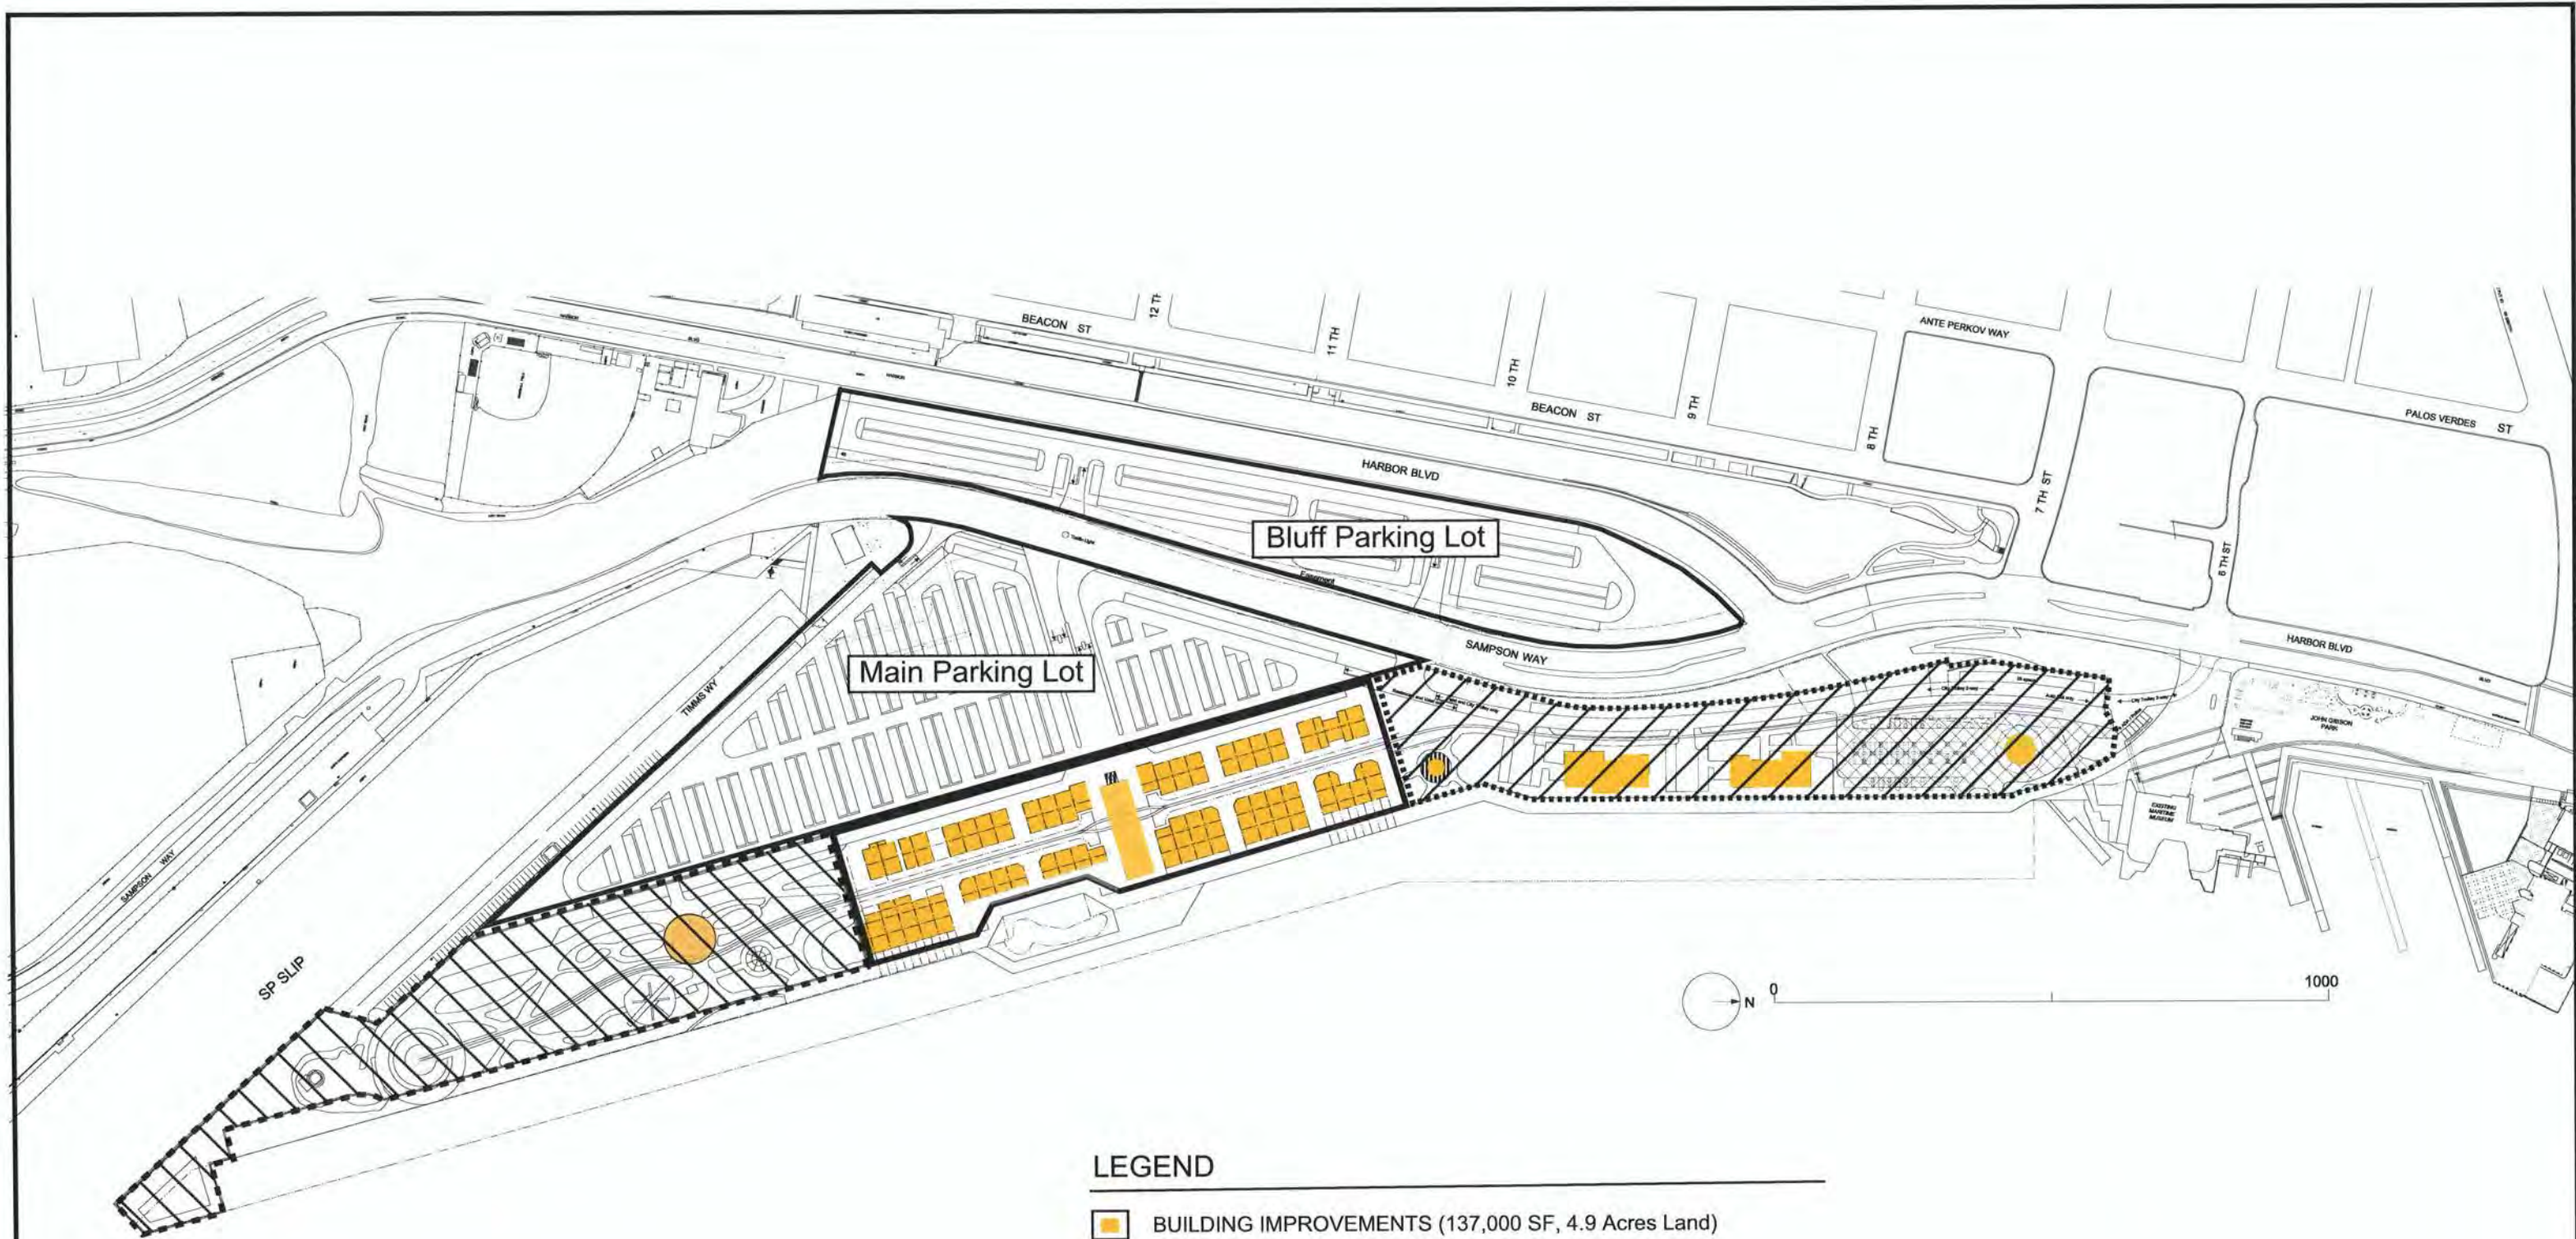 BEACON ST
12 TH
11 TH
10 TH
BEACON ST
9 TH
8 TH
ANTE PERKOV WAY
7 TH ST
6 TH ST
PALOS VERDES ST
HARBOR BLVD
Bluff Parking Lot
Easement
Traffic Light
SAMPSON WAY
HARBOR BLVD
Main Parking Lot
TIMMS WY
JOHN GIBSON
PARK
EXISTING
MARITIME
MUSEUM
SAMPSON WAY
SP SLIP
N
0
1000
LEGEND
BUILDING IMPROVEMENTS (137,000 SF, 4.9 Acres Land)